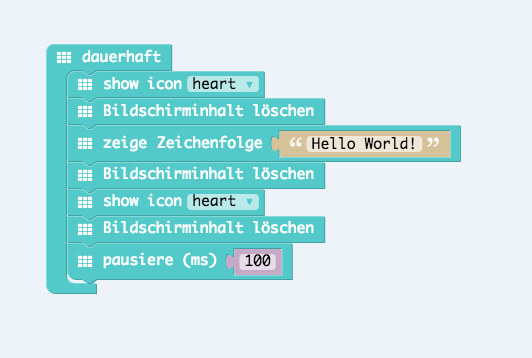 dauerhaft
show icon heart
Bildschirminhalt löschen
zeige Zeichenfolge “ Hello World! ”
Bildschirminhalt löschen
show icon heart
Bildschirminhalt löschen
pausiere (ms) 100